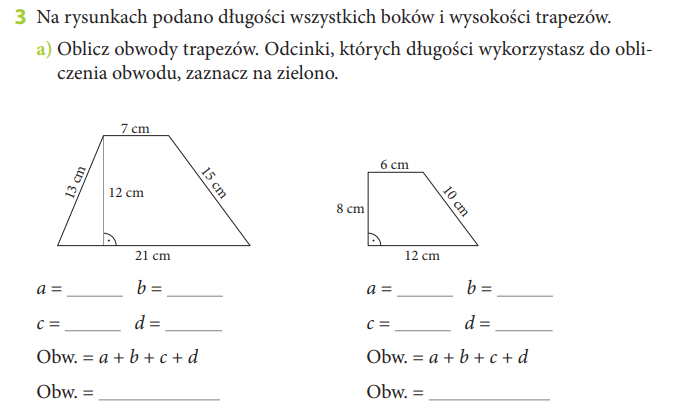 3 Na rysunkach podano długości wszystkich boków i wysokości trapezów.
a) Oblicz obwody trapezów. Odcinki, których długości wykorzystasz do obli-
czenia obwodu, zaznacz na zielono.
7 cm
13 cm
12 cm
15 cm
21 cm
6 cm
8 cm
10 cm
12 cm
a = ______ b = ______
c = ______ d = ______
Obw. = a + b + c + d
Obw. = ____________
a = ______ b = ______
c = ______ d = ______
Obw. = a + b + c + d
Obw. = ____________